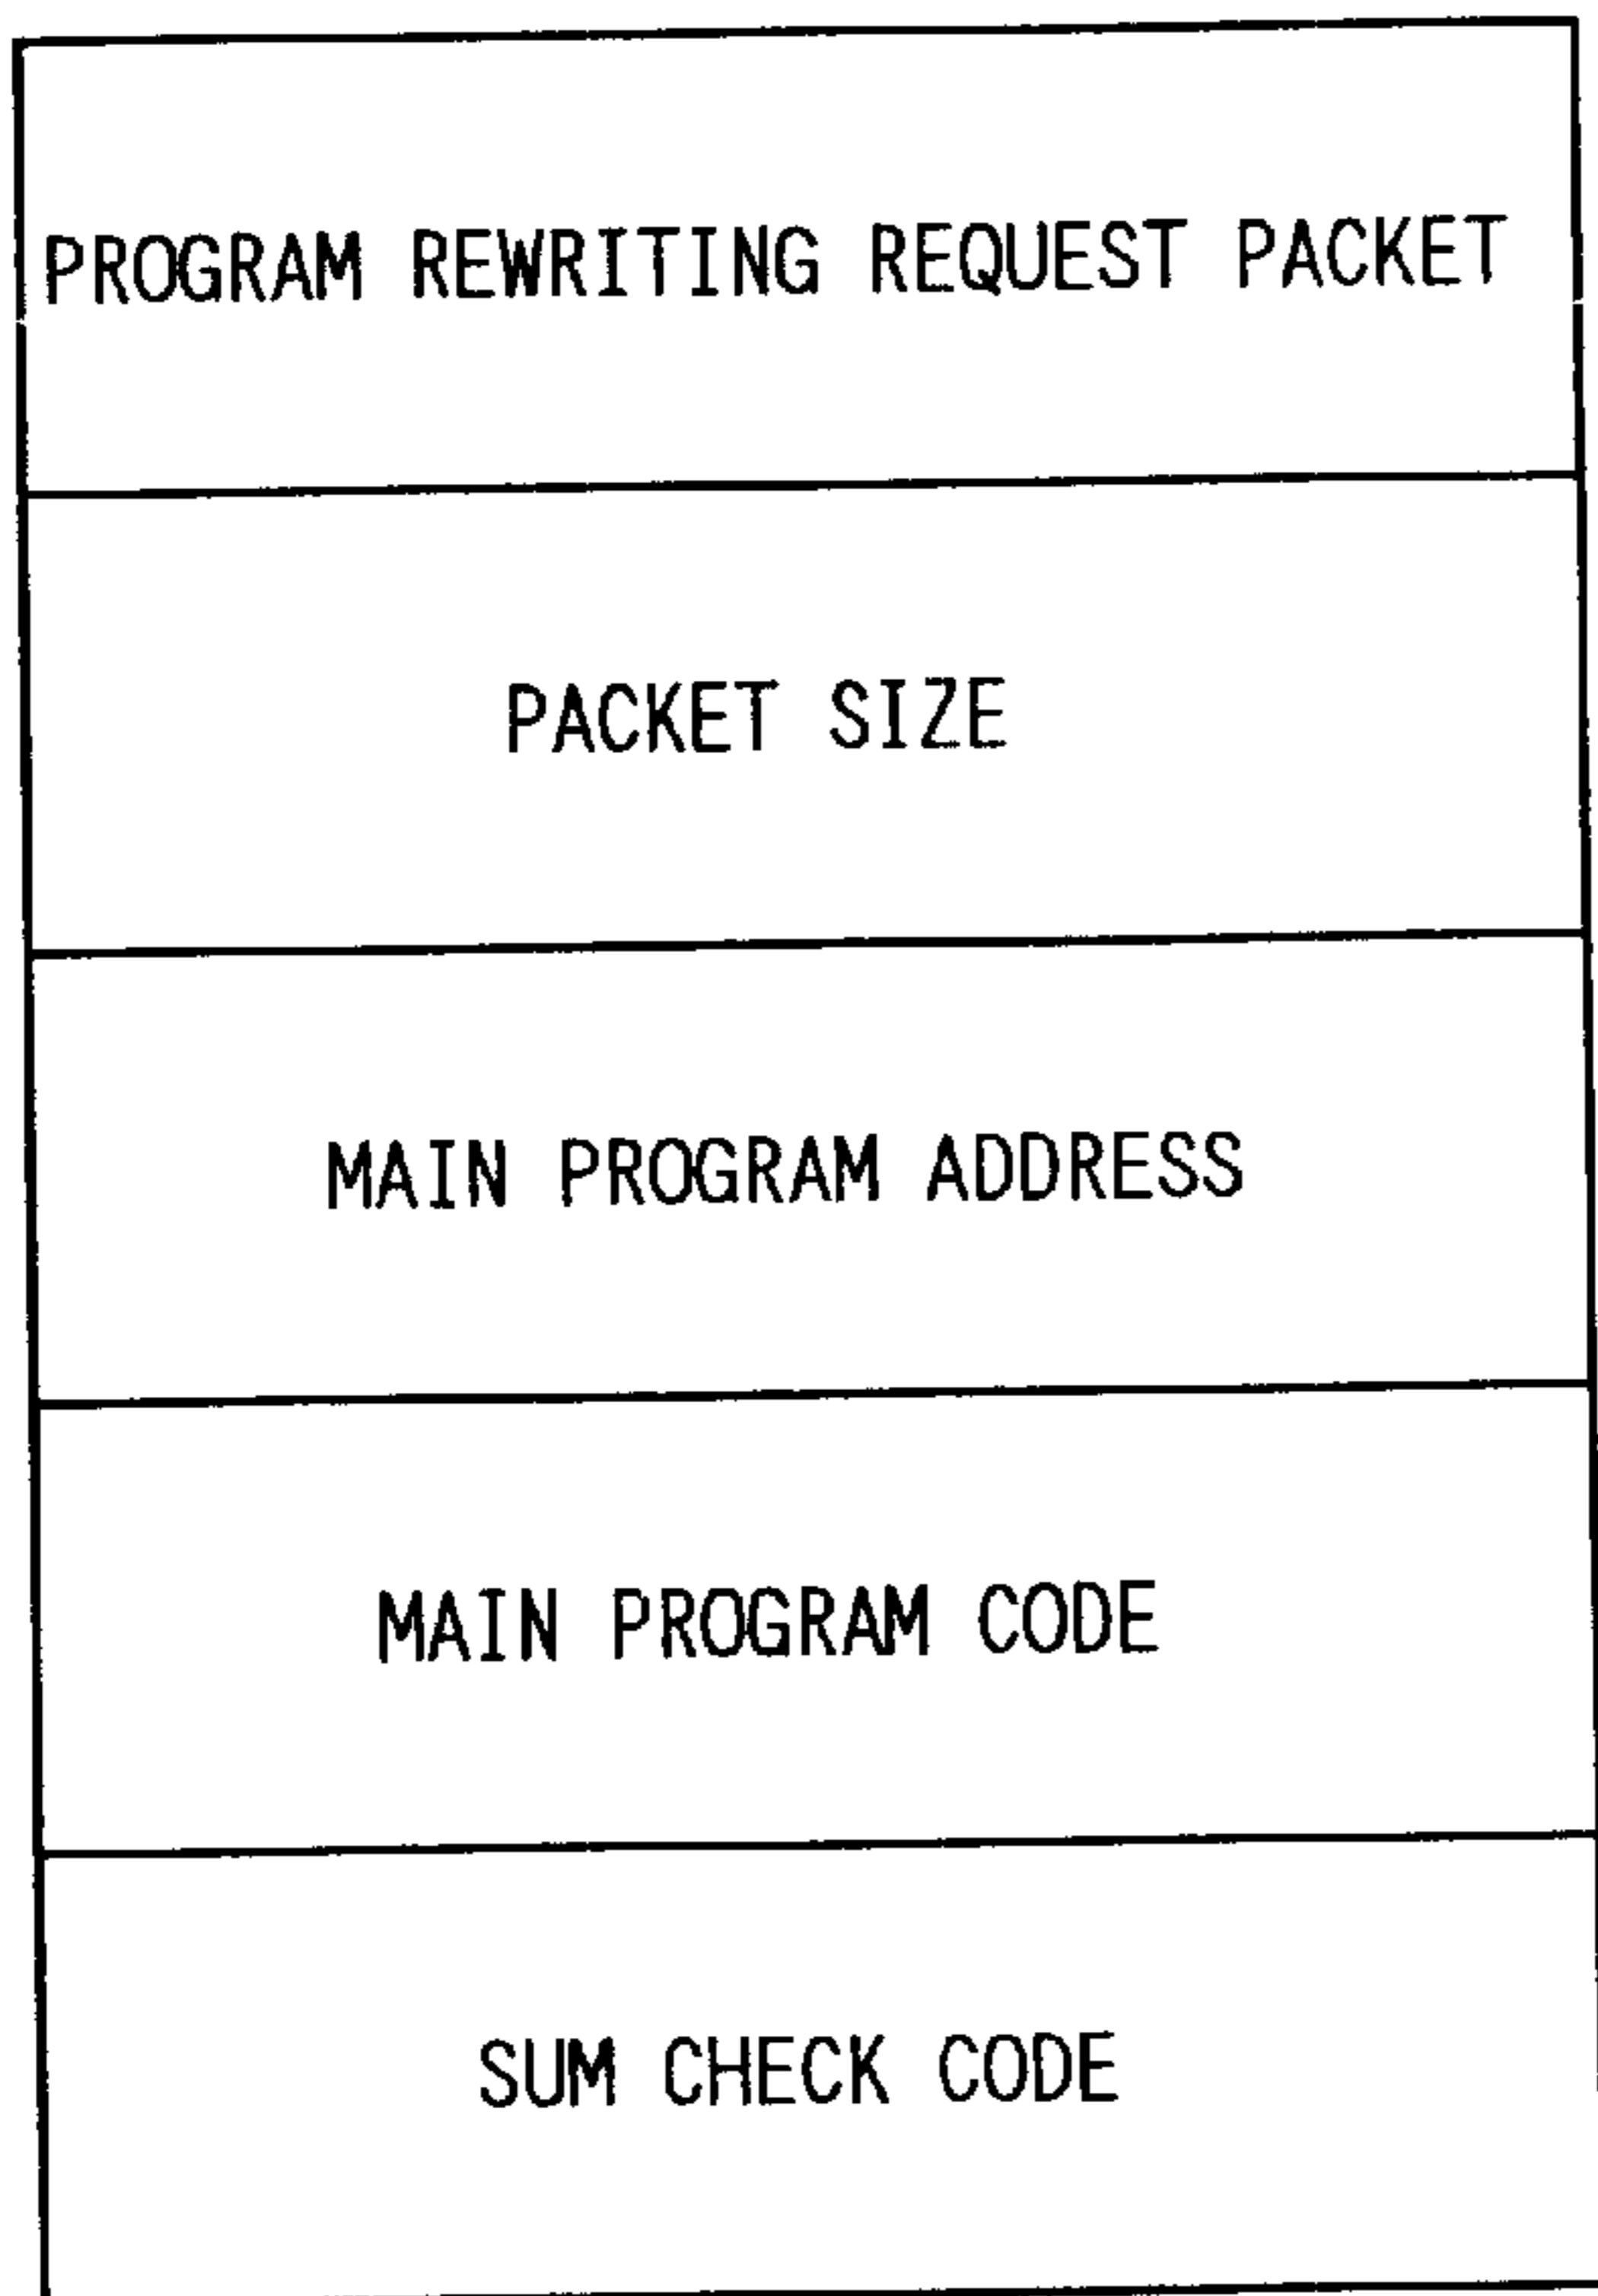 PROGRAM REWRITING REQUEST PACKET
PACKET SIZE
MAIN PROGRAM ADDRESS
MAIN PROGRAM CODE
SUM CHECK CODE